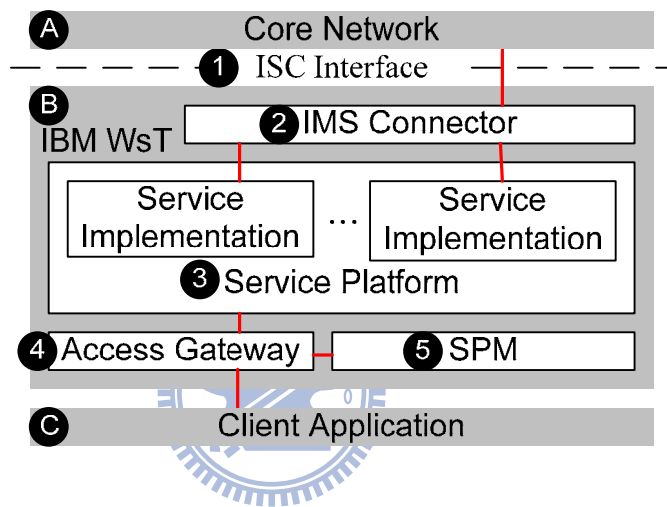 A Core Network
1 ISC Interface
B
IBM WsT
2 IMS Connector
Service Implementation
...
Service Implementation
3 Service Platform
4 Access Gateway
5 SPM
C Client Application